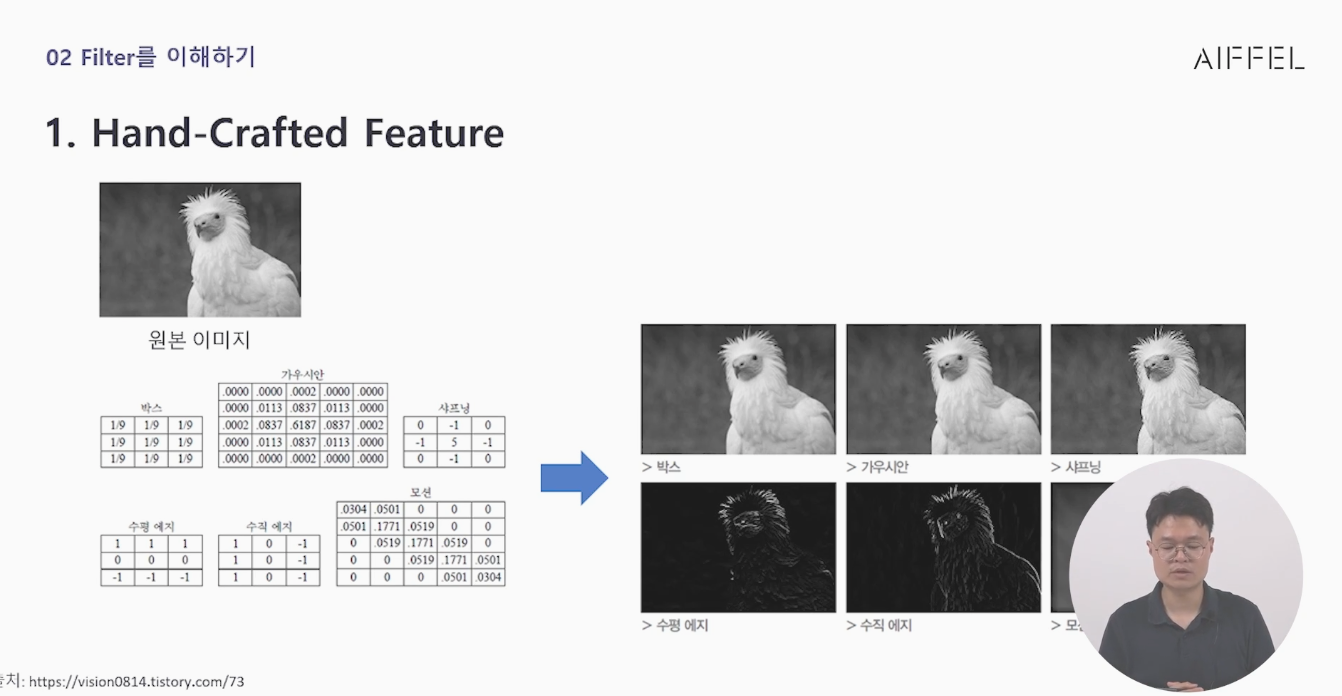 02 Filter를 이해하기
AIFFEL
1. Hand-Crafted Feature
원본 이미지
박스
1/9 1/9 1/9
1/9 1/9 1/9
1/9 1/9 1/9
가우시안
.0000 .0000 .0002 .0000 .0000
.0000 .0113 .0837 .0113 .0000
.0002 .0837 .6187 .0837 .0002
.0000 .0113 .0837 .0113 .0000
.0000 .0000 .0002 .0000 .0000
샤프닝
0 -1 0
-1 5 -1
0 -1 0
수평 에지
1 1 1
0 0 0
-1 -1 -1
수직 에지
1 0 -1
1 0 -1
1 0 -1
모션
.0304 .0501 0 0 0
.0501 .1771 .0519 0 0
0 .0519 .1771 .0519 0
0 0 .0519 .1771 .0501
0 0 0 .0501 .0304
> 박스
> 가우시안
> 샤프닝
> 수평 에지
> 수직 에지
>
처: https://vision0814.tistory.com/73